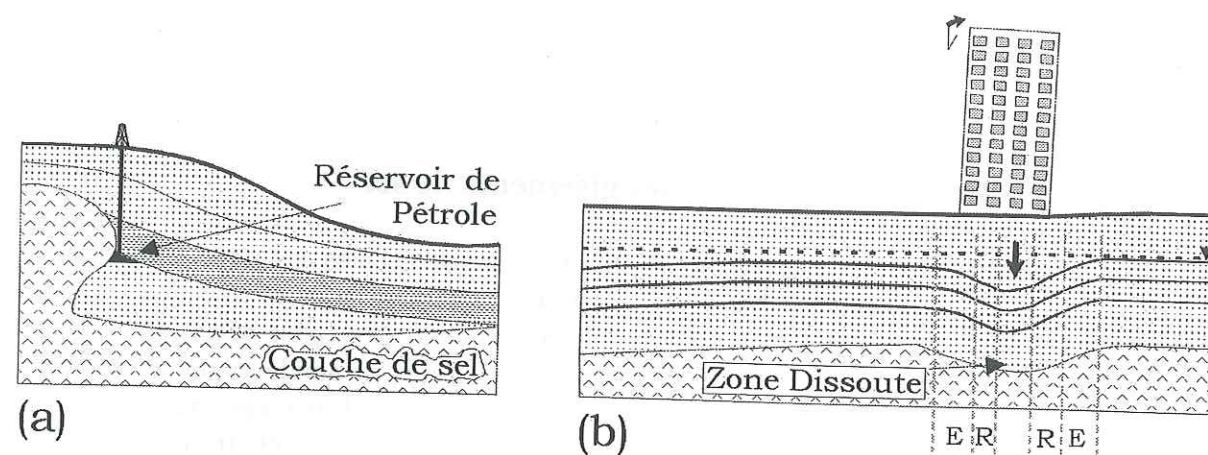 Réservoir de
Pétrole
Couche de sel
(a)
Zone Dissoute
(b)
E R R E